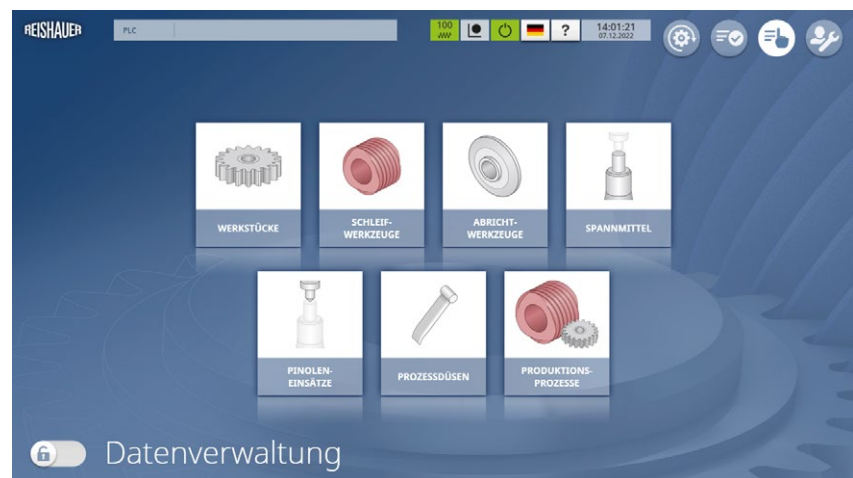 REISHAUER
PLC
100
?
14:01:21
07.12.2022
WERKSTÜCKE
SCHLEIF-
WERKZEUGE
ABRICHT-
WERKZEUGE
SPANNMITTEL
PINOLEN-
EINSÄTZE
PROZESSDÜSEN
PRODUKTIONS-
PROZESSE
Datenverwaltung